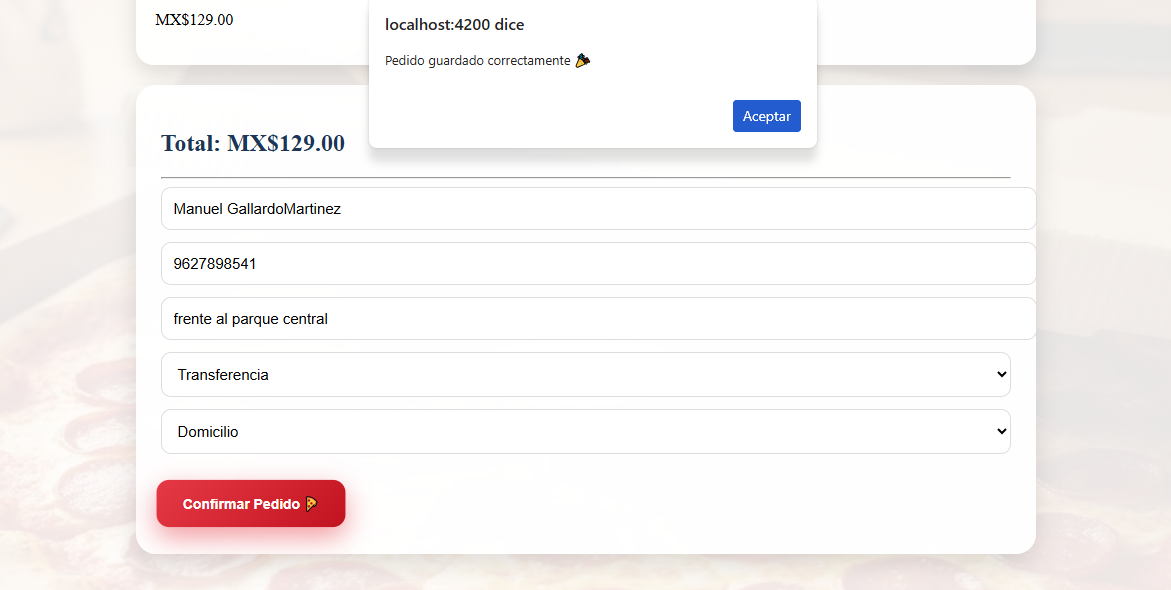 MX$129.00
localhost:4200 dice
Pedido guardado correctamente 🎉
Aceptar
Total: MX$129.00
Manuel GallardoMartinez
9627898541
frente al parque central
Transferencia
Domicilio
Confirmar Pedido 🍕